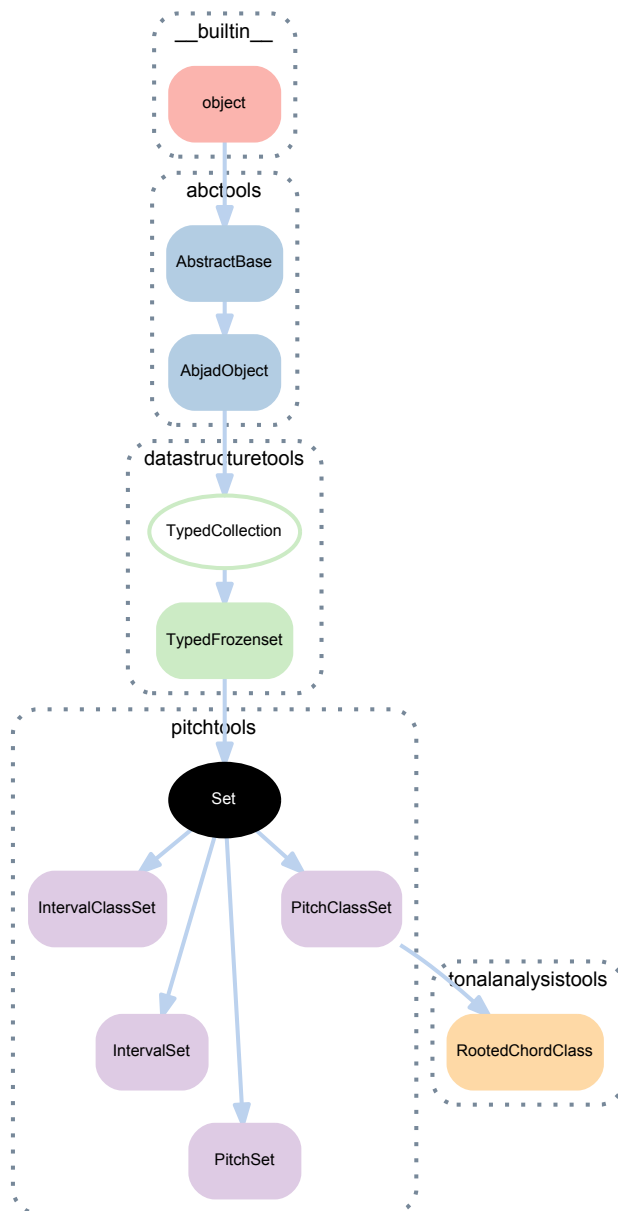 __builtin__
object
abctools
AbstractBase
AbjadObject
datastructuretools
TypedCollection
TypedFrozenset
pitchtools
Set
IntervalClassSet
PitchClassSet
tonalanalysistools
IntervalSet
RootedChordClass
PitchSet